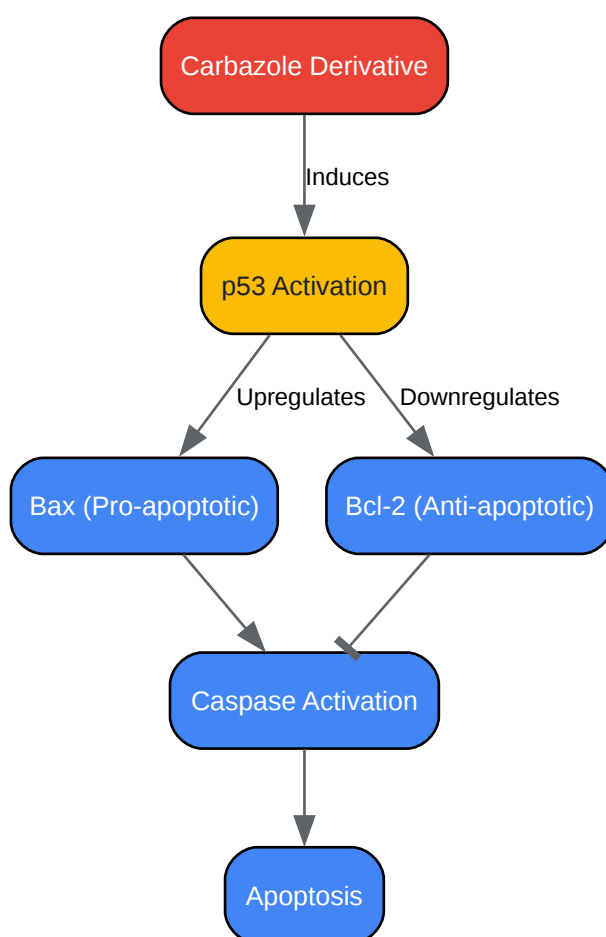 Carbazole Derivative
Induces
p53 Activation
Upregulates
Downregulates
Bax (Pro-apoptotic)
Bcl-2 (Anti-apoptotic)
Caspase Activation
Apoptosis